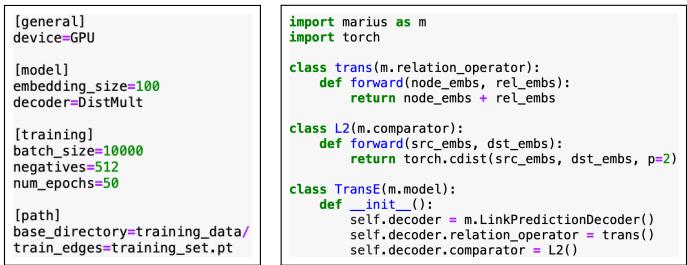 [general]
device=GPU

[model]
embedding_size=100
decoder=DistMult

[training]
batch_size=10000
negatives=512
num_epochs=50

[path]
base_directory=training_data/
train_edges=training_set.pt

import marius as m
import torch

class trans(m.relation_operator):
    def forward(node_embs, rel_embs):
        return node_embs + rel_embs

class L2(m.comparator):
    def forward(src_embs, dst_embs):
        return torch.cdist(src_embs, dst_embs, p=2)

class TransE(m.model):
    def __init__():
        self.decoder = m.LinkPredictionDecoder()
        self.decoder.relation_operator = trans()
        self.decoder.comparator = L2()